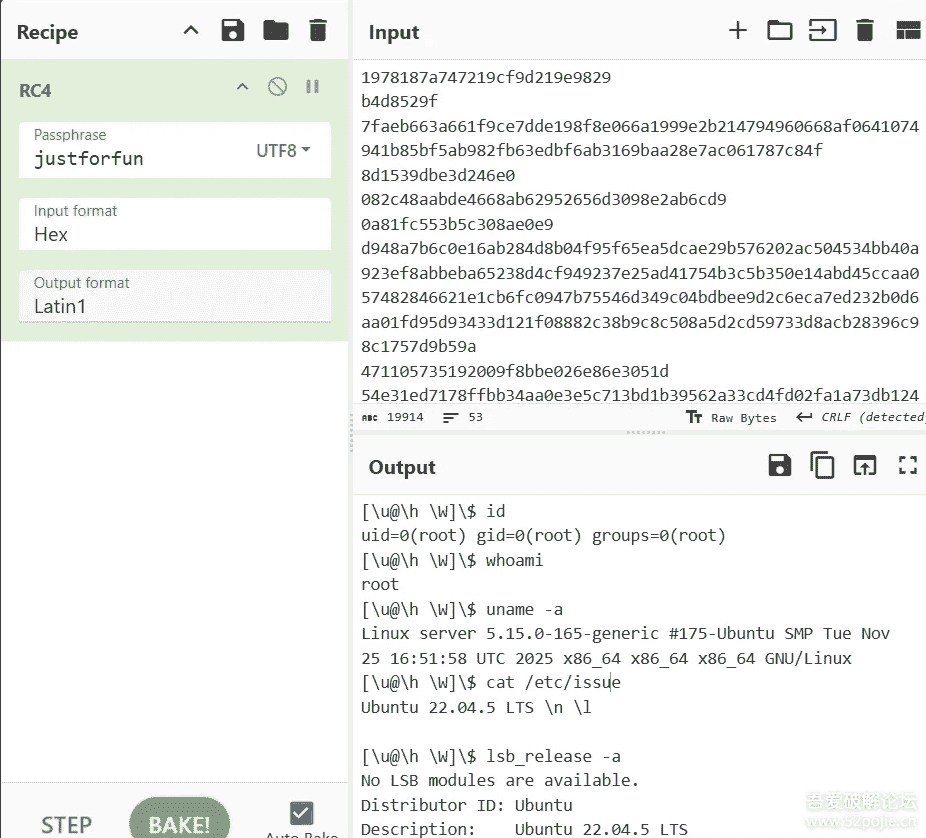 Recipe
RC4
Passphrase
justforfun
UTF8
Input format
Hex
Output format
Latin1
STEP
BAKE!
Auto Bake
Input
1978187a747219cf9d219e9829
b4d8529f
7faeb663a661f9ce7dde198f8e066a1999e2b214794960668af0641074
941b85bf5ab982fb63edbf6ab3169baa28e7ac061787c84f
8d1539dbe3d246e0
082c48aabde4668ab62952656d3098e2ab6cd9
0a81fc553b5c308ae0e9
d948a7b6c0e16ab284d8b04f95f65ea5dcae29b576202ac504534bb40a
923ef8abbeba65238d4cf949237e25ad41754b3c5b350e14abd45ccaa0
57482846621e1cb6fc0947b75546d349c04bdbee9d2c6eca7ed232b0d6
aa01fd95d93433d121f08882c38b9c8c508a5d2cd59733d8acb28396c9
8c1757d9b59a
471105735192009f8bbe026e86e3051d
54e31ed7178ffbb34aa0e3e5c713bd1b39562a33cd4fd02fa1a73db124
ABC 19914 53
Raw Bytes
CRLF (detected)
Output
[\u@\h \W]\$ id
uid=0(root) gid=0(root) groups=0(root)
[\u@\h \W]\$ whoami
root
[\u@\h \W]\$ uname -a
Linux server 5.15.0-165-generic #175-Ubuntu SMP Tue Nov
25 16:51:58 UTC 2025 x86_64 x86_64 x86_64 GNU/Linux
[\u@\h \W]\$ cat /etc/issue
Ubuntu 22.04.5 LTS \n \l
[\u@\h \W]\$ lsb_release -a
No LSB modules are available.
Distributor ID: Ubuntu
Description: Ubuntu 22.04.5 LTS
吾爱破解论坛
www.52pojie.cn